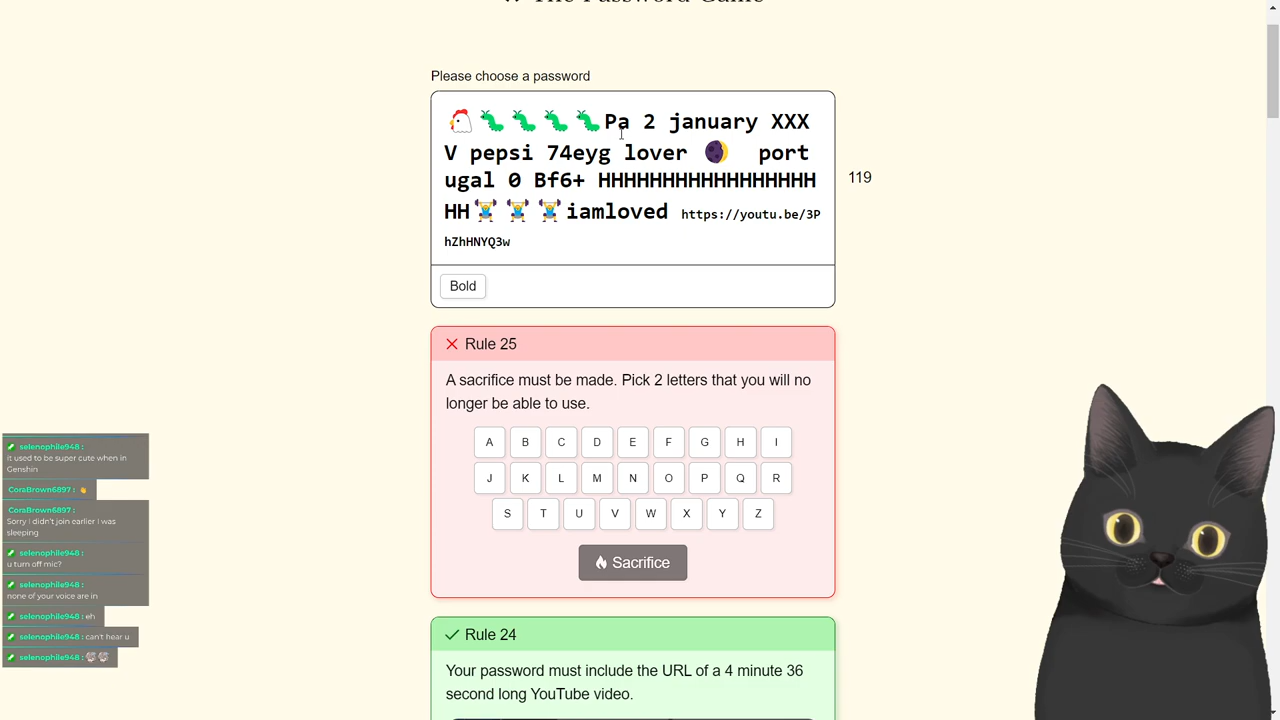 Please choose a password
🐔🐛🐛🐛🐛Pa 2 january XXX
V pepsi 74eyg lover 🌒 port
ugal 0 Bf6+ HHHHHHHHHHHHHHHHH
HH🏋️🏋️🏋️iamloved https://youtu.be/3P
hZhHNYQ3w
119
Bold
Rule 25
A sacrifice must be made. Pick 2 letters that you will no
longer be able to use.
A B C D E F G H I
J K L M N O P Q R
S T U V W X Y Z
Sacrifice
Rule 24
Your password must include the URL of a 4 minute 36
second long YouTube video.
selenophile948 :
it used to be super cute when in
Genshin
CoraBrown6897 :
CoraBrown6897 :
Sorry I didn't join earlier I was
sleeping
selenophile948 :
u turn off mic?
selenophile948 :
none of your voice are in
selenophile948 : eh
selenophile948 : can't hear u
selenophile948 :